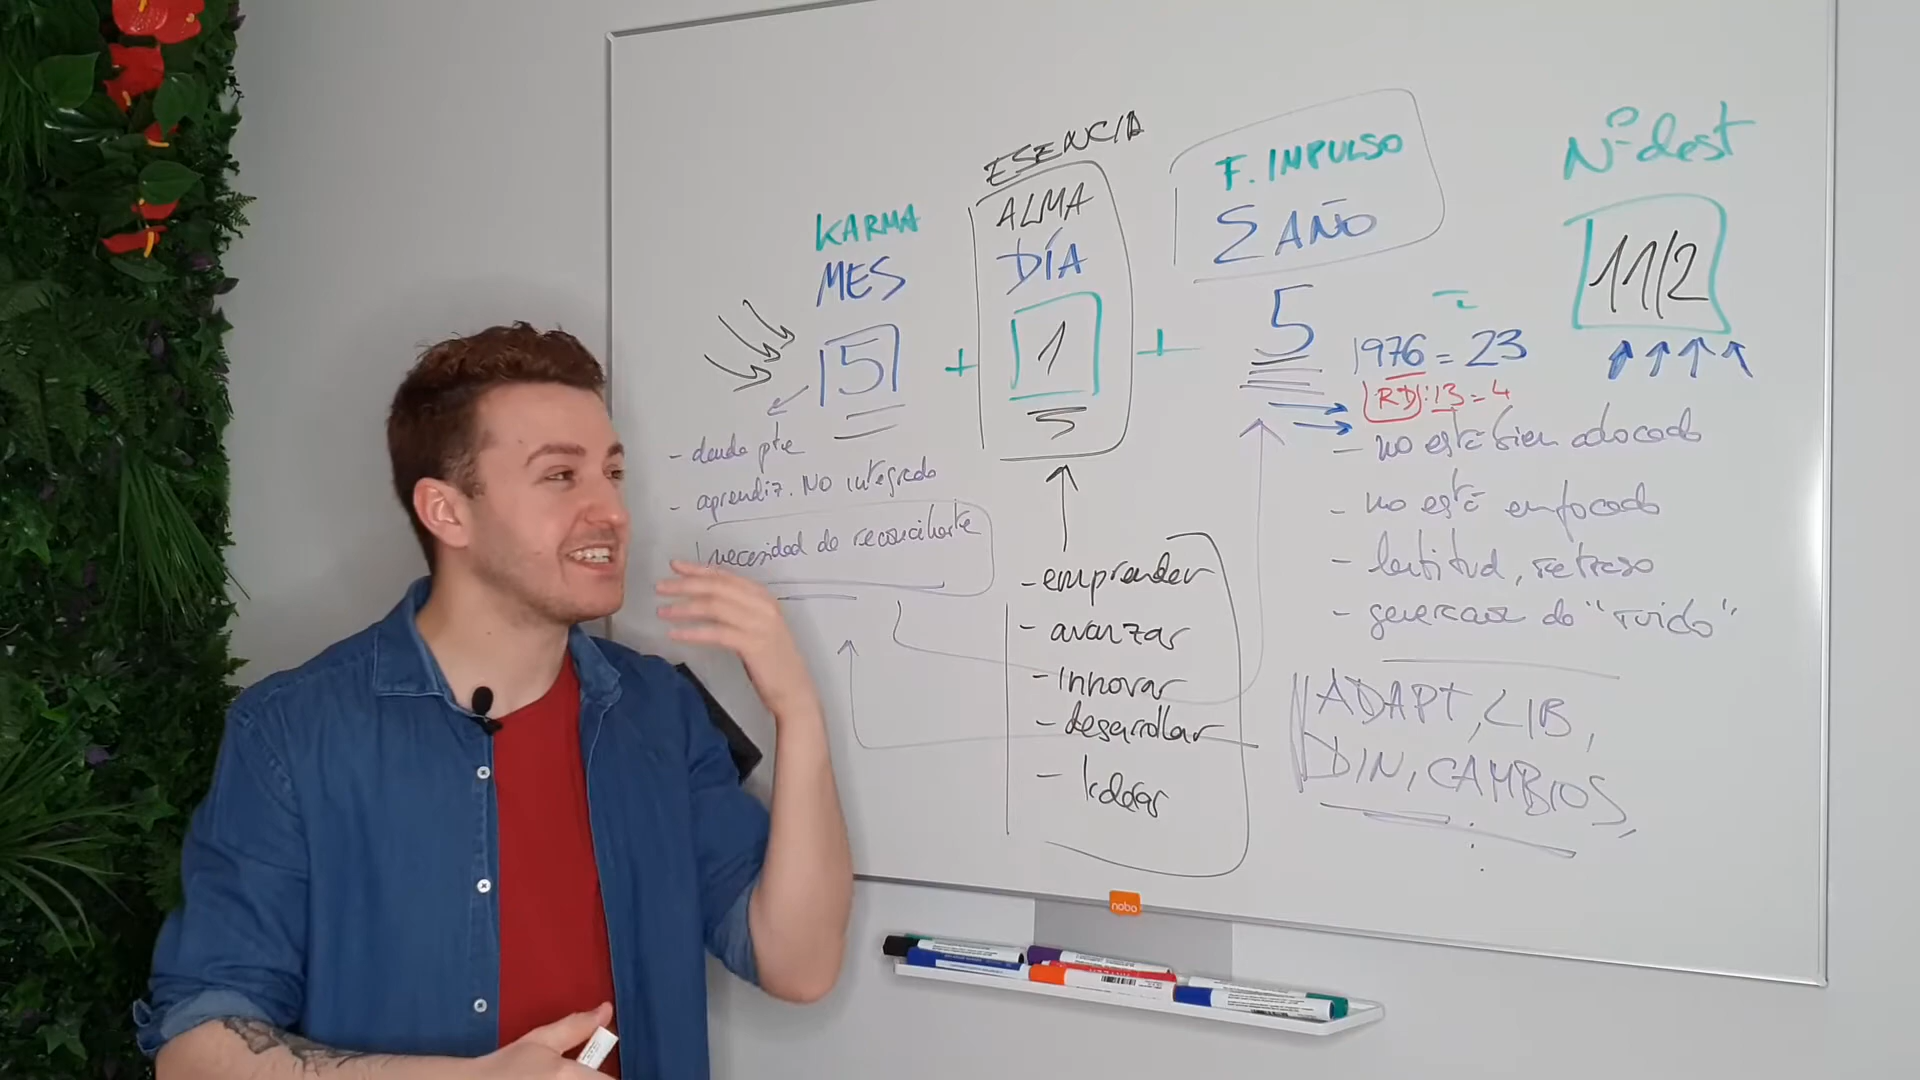 KARMA
MES
5
- deuda pte
- aprendiz. NO integrado
necesidad de reconciliarte
+
ESENCIA
ALMA
DÍA
1
- emprender
- avanzar
- innovar
- desarrollar
- liderar
+
F. IMPULSO
Σ AÑO
5
1976 = 23
RD: 13 = 4
- no está bien adocado
- no está enfocado
- lentitud, retraso
- de "ruido"
ADAPT, LIB,
DIN, CAMBIOS,
=
Nº dest
11/2
nobo